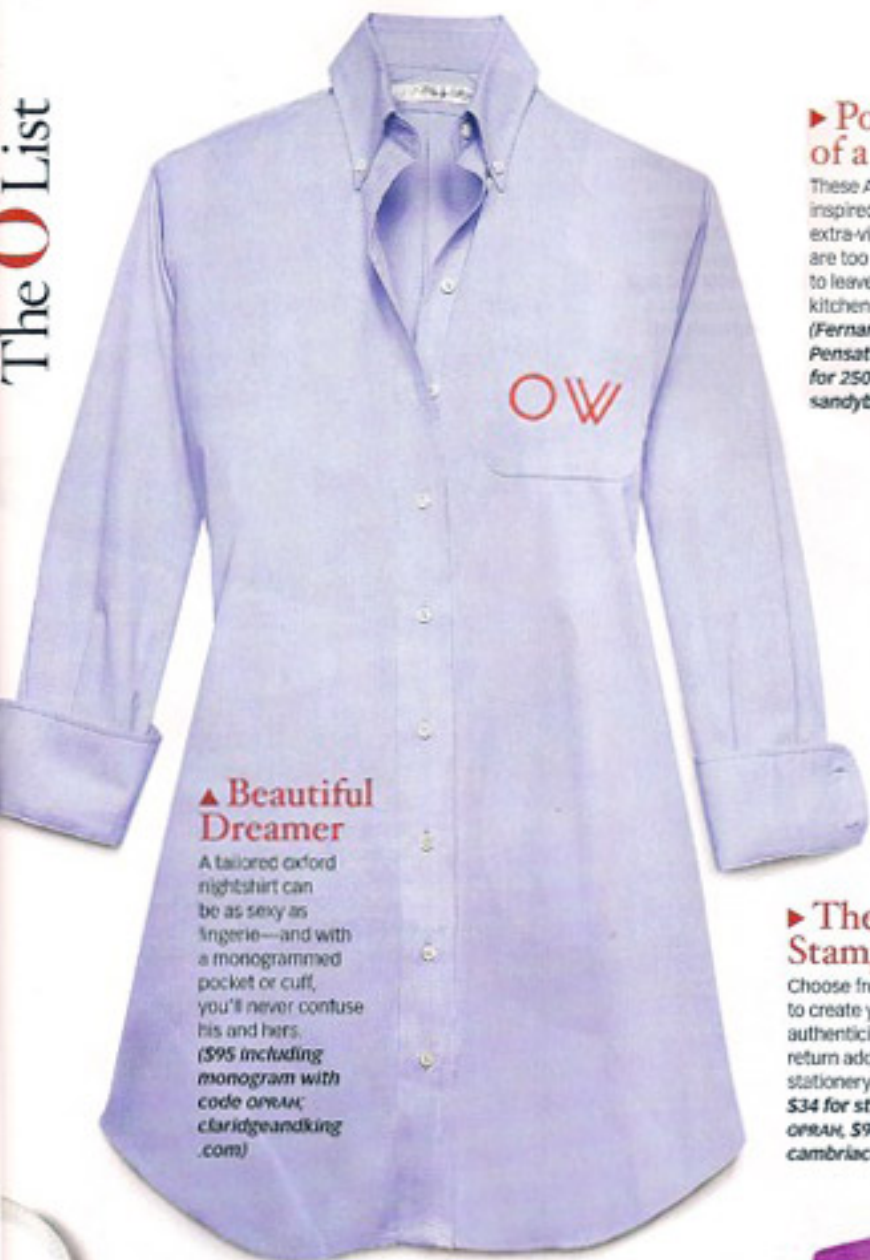 The O List
OW
▲ Beautiful
Dreamer
A tailored oxford
nightshirt can
be as sexy as
lingerie—and with
a monogrammed
pocket or cuff,
you'll never confuse
his and hers.
($95 including
monogram with
code OPRAH;
claridgeandking
.com)
▶ Po
of a
These A
inspired
extra-vi
are too
to leave
kitchen
(Fernan
Pensat
for 250
sandyb
▶ The
Stam
Choose fr
to create y
authentici
return add
stationery
$34 for st
OPRAH, $9
cambriac